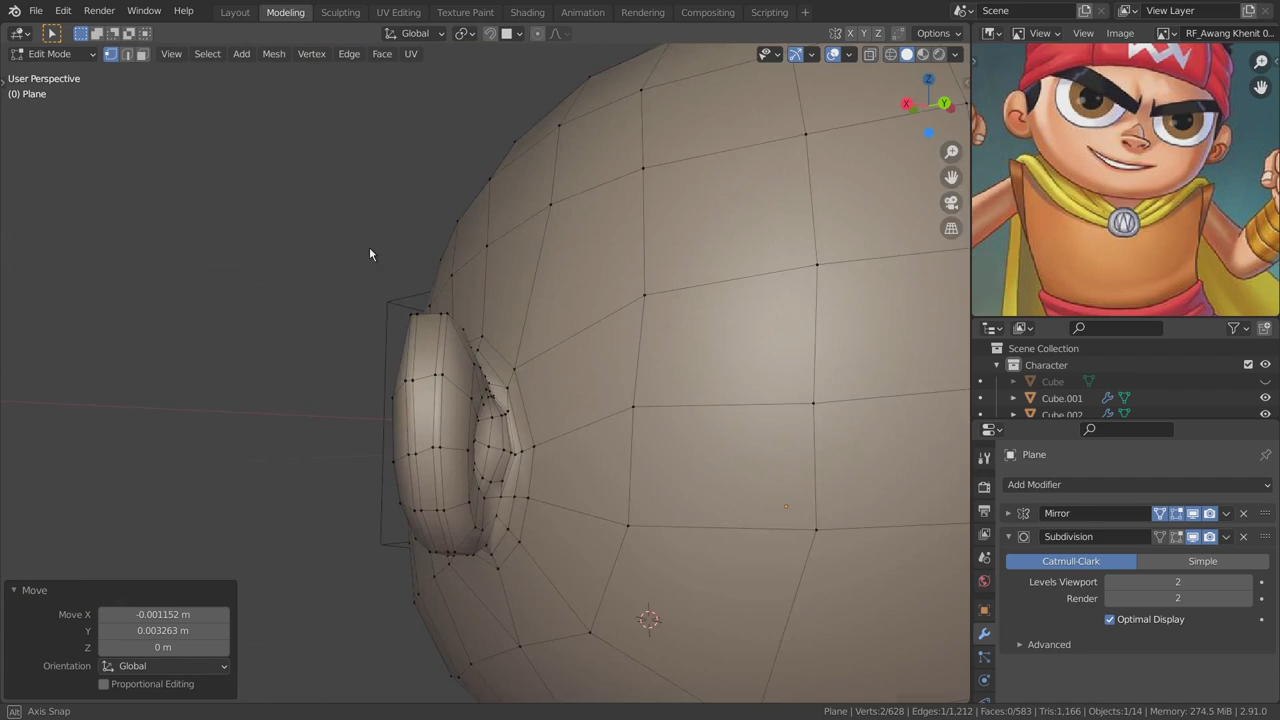 File Edit Render Window Help Layout Modeling Sculpting UV Editing Texture Paint Shading Animation Rendering Compositing Scripting + Scene View Layer
Global X Y Z Options View Image RF_Awang Khenit 0...
Edit Mode View Select Add Mesh Vertex Edge Face UV
User Perspective
(0) Plane
Z
X Y
Scene Collection
Character
Cube
Cube.001
Cube.002
Plane
Add Modifier
Mirror
Subdivision
Catmull-Clark Simple
Levels Viewport 2
Render 2
Optimal Display
Advanced
Move
Move X -0.001152 m
Y 0.003263 m
Z 0 m
Orientation Global
Proportional Editing
Alt Axis Snap Plane | Verts:2/628 | Edges:1/1,212 | Faces:0/583 | Tris:1,166 | Objects:1/14 | Memory: 274.5 MiB | 2.91.0